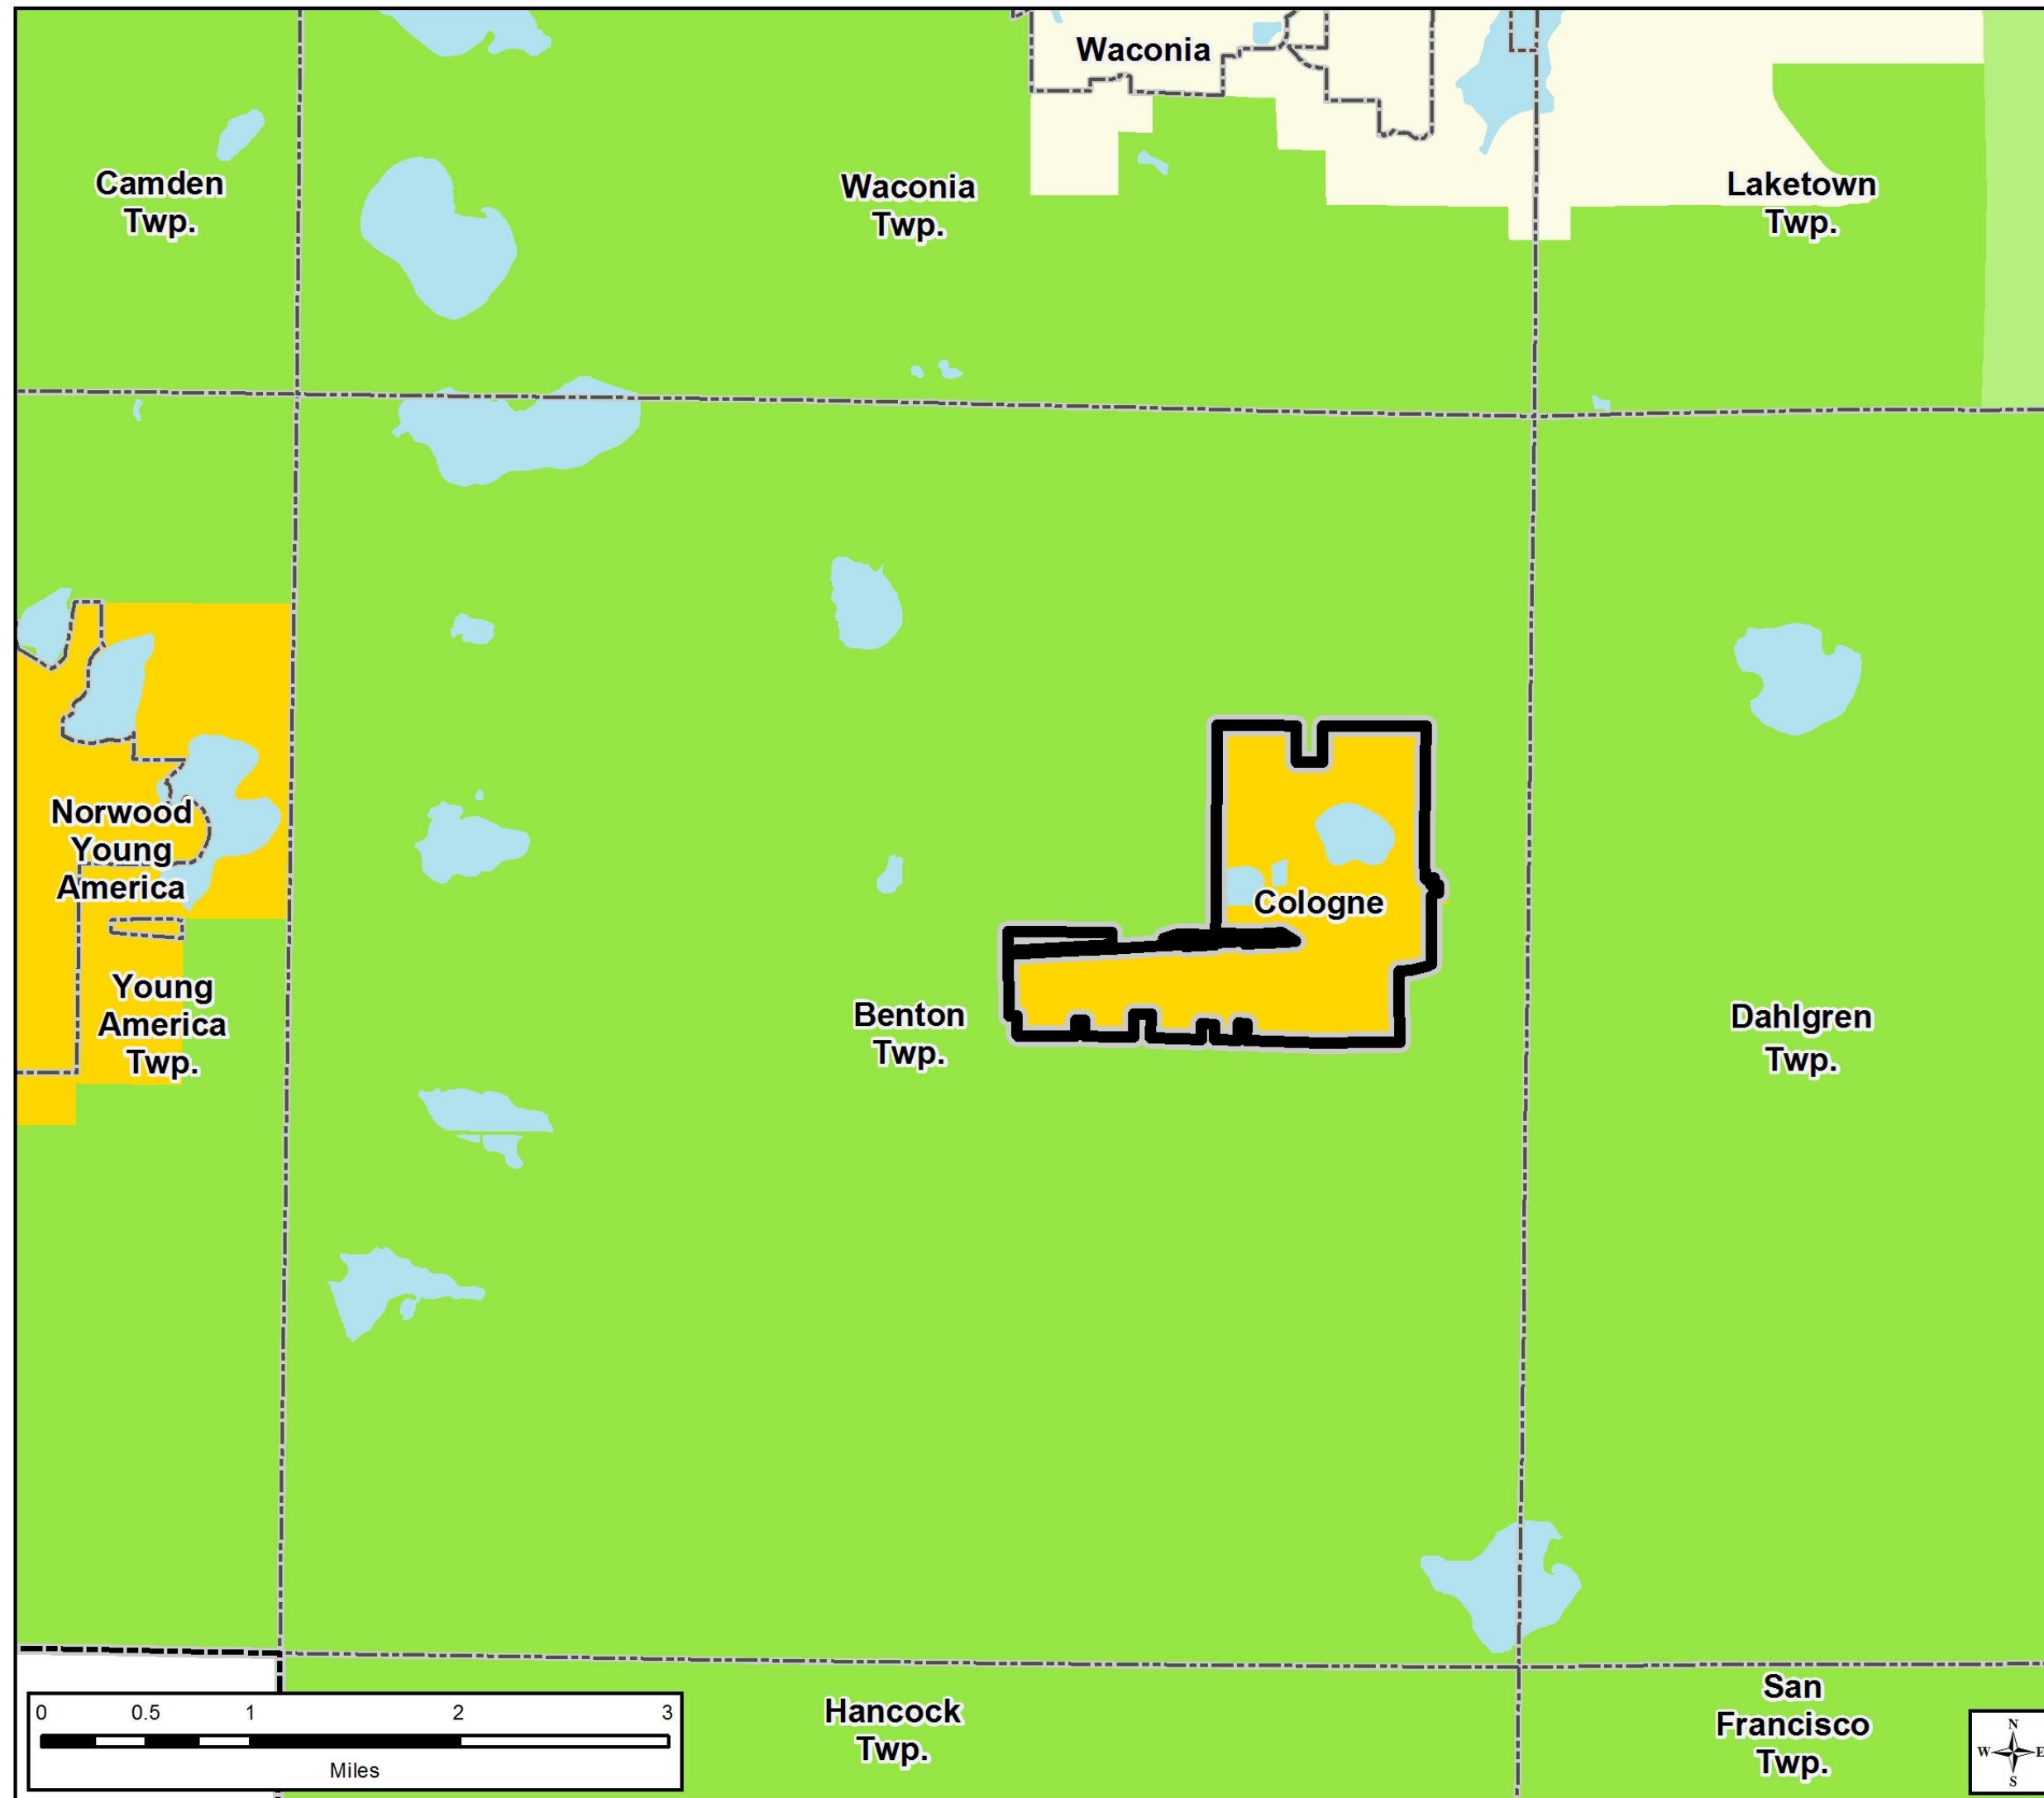 Waconia
Camden
Twp.
Waconia
Twp.
Laketown
Twp.
Norwood
Young
America
Cologne
Young
America
Twp.
Benton
Twp.
Dahlgren
Twp.
Hancock
Twp.
San
Francisco
Twp.
0 0.5 1 2 3
Miles
N
W E
S